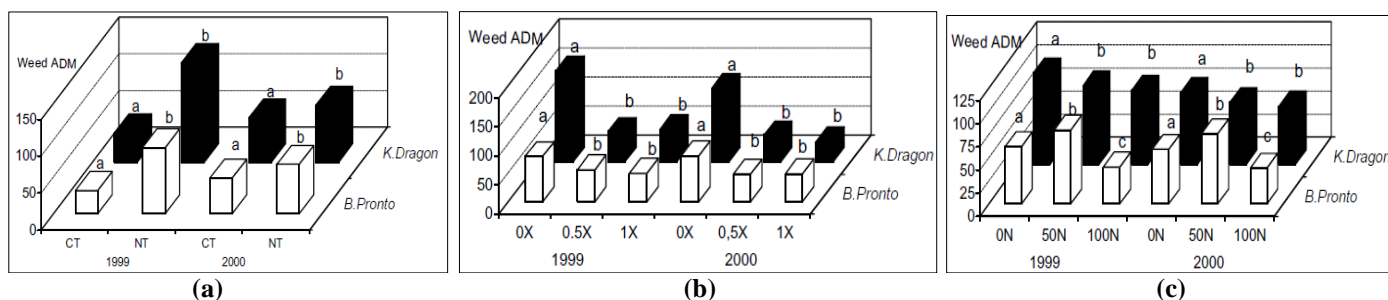 Weed ADM
150
100
50
0
a
b
a
b
a
b
a
b
CT NT CT NT
1999 2000
K.Dragon
B.Pronto
(a)
Weed ADM
200
150
100
50
0
a
b
b
a
b
b
a
b
b
a
b
b
0X 0.5X 1X 0X 0,5X 1X
1999 2000
K.Dragon
B.Pronto
(b)
Weed ADM
125
100
75
50
25
0
a
b
b
a
b
b
a
b
c
a
b
c
0N 50N 100N 0N 50N 100N
1999 2000
K.Dragon
B.Pronto
(c)